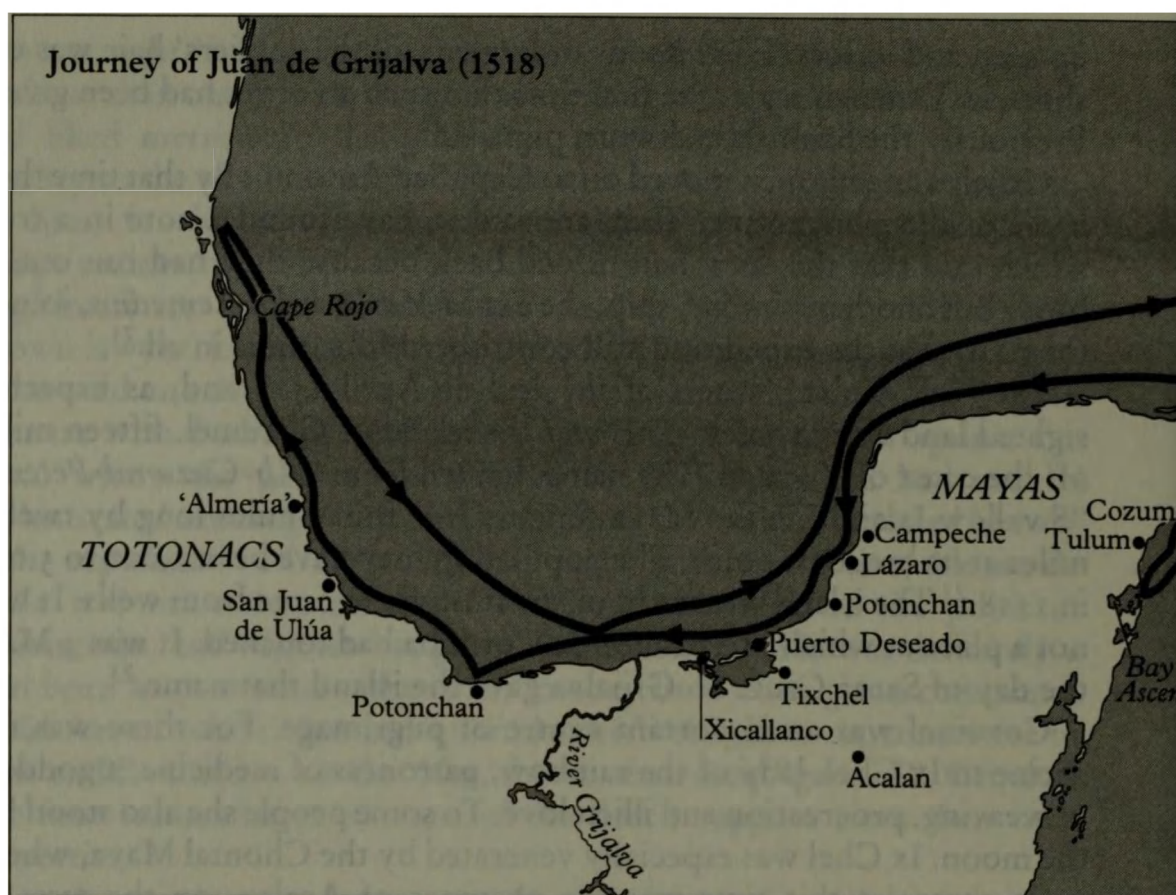 Journey of Juan de Grijalva (1518)
Cape Rojo
'Almería'
TOTONACS
San Juan
de Ulúa
Potonchan
MAYAS
Campeche
Lázaro
Potonchan
Puerto Deseado
Tixchel
Xicallanco
Acalan
River Grijalva
Cozum
Tulum
Bay
Ascen